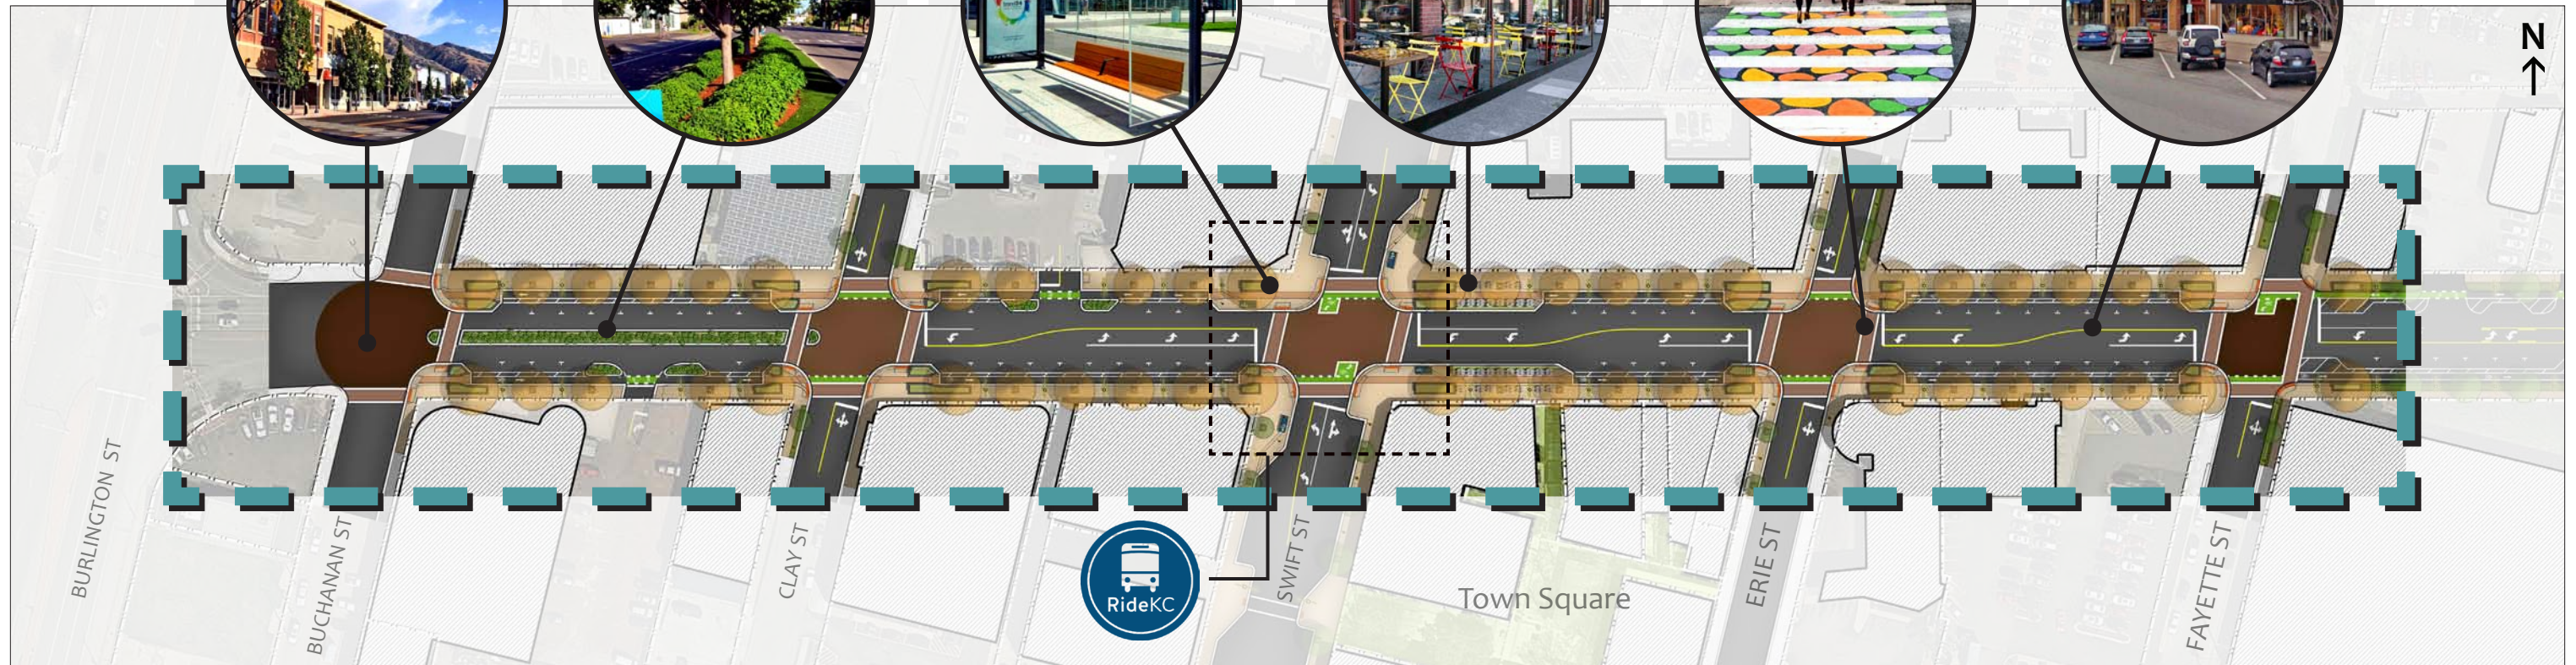 N
BURLINGTON ST
BUCHANAN ST
CLAY ST
RideKC
SWIFT ST
Town Square
ERIE ST
FAYETTE ST